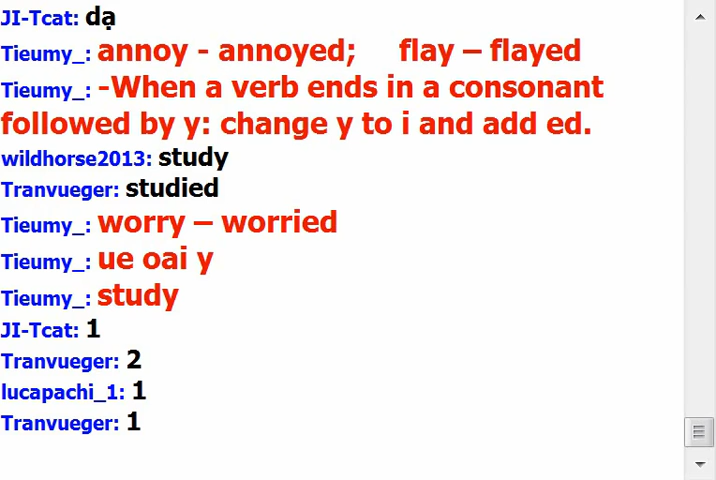 JI-Tcat: dạ
Tieumy_: annoy - annoyed; flay – flayed
Tieumy_: -When a verb ends in a consonant
followed by y: change y to i and add ed.
wildhorse2013: study
Tranvueger: studied
Tieumy_: worry – worried
Tieumy_: ue oai y
Tieumy_: study
JI-Tcat: 1
Tranvueger: 2
lucapachi_1: 1
Tranvueger: 1